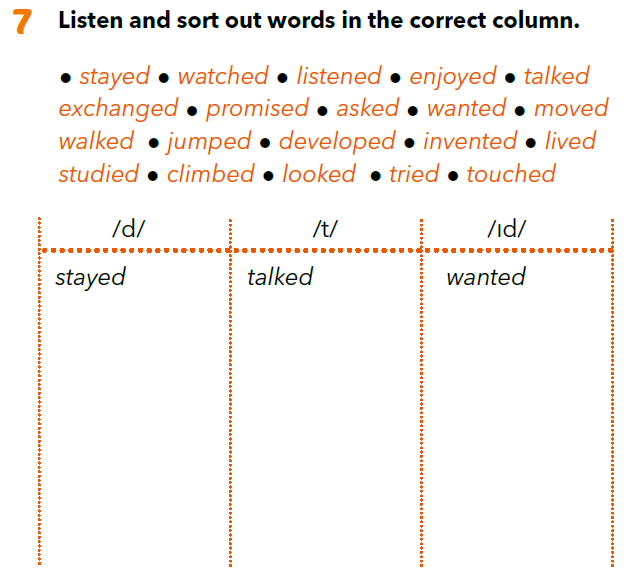 7 Listen and sort out words in the correct column.
• stayed • watched • listened • enjoyed • talked
exchanged • promised • asked • wanted • moved
walked • jumped • developed • invented • lived
studied • climbed • looked • tried • touched
/d/ /t/ /ɪd/
stayed talked wanted